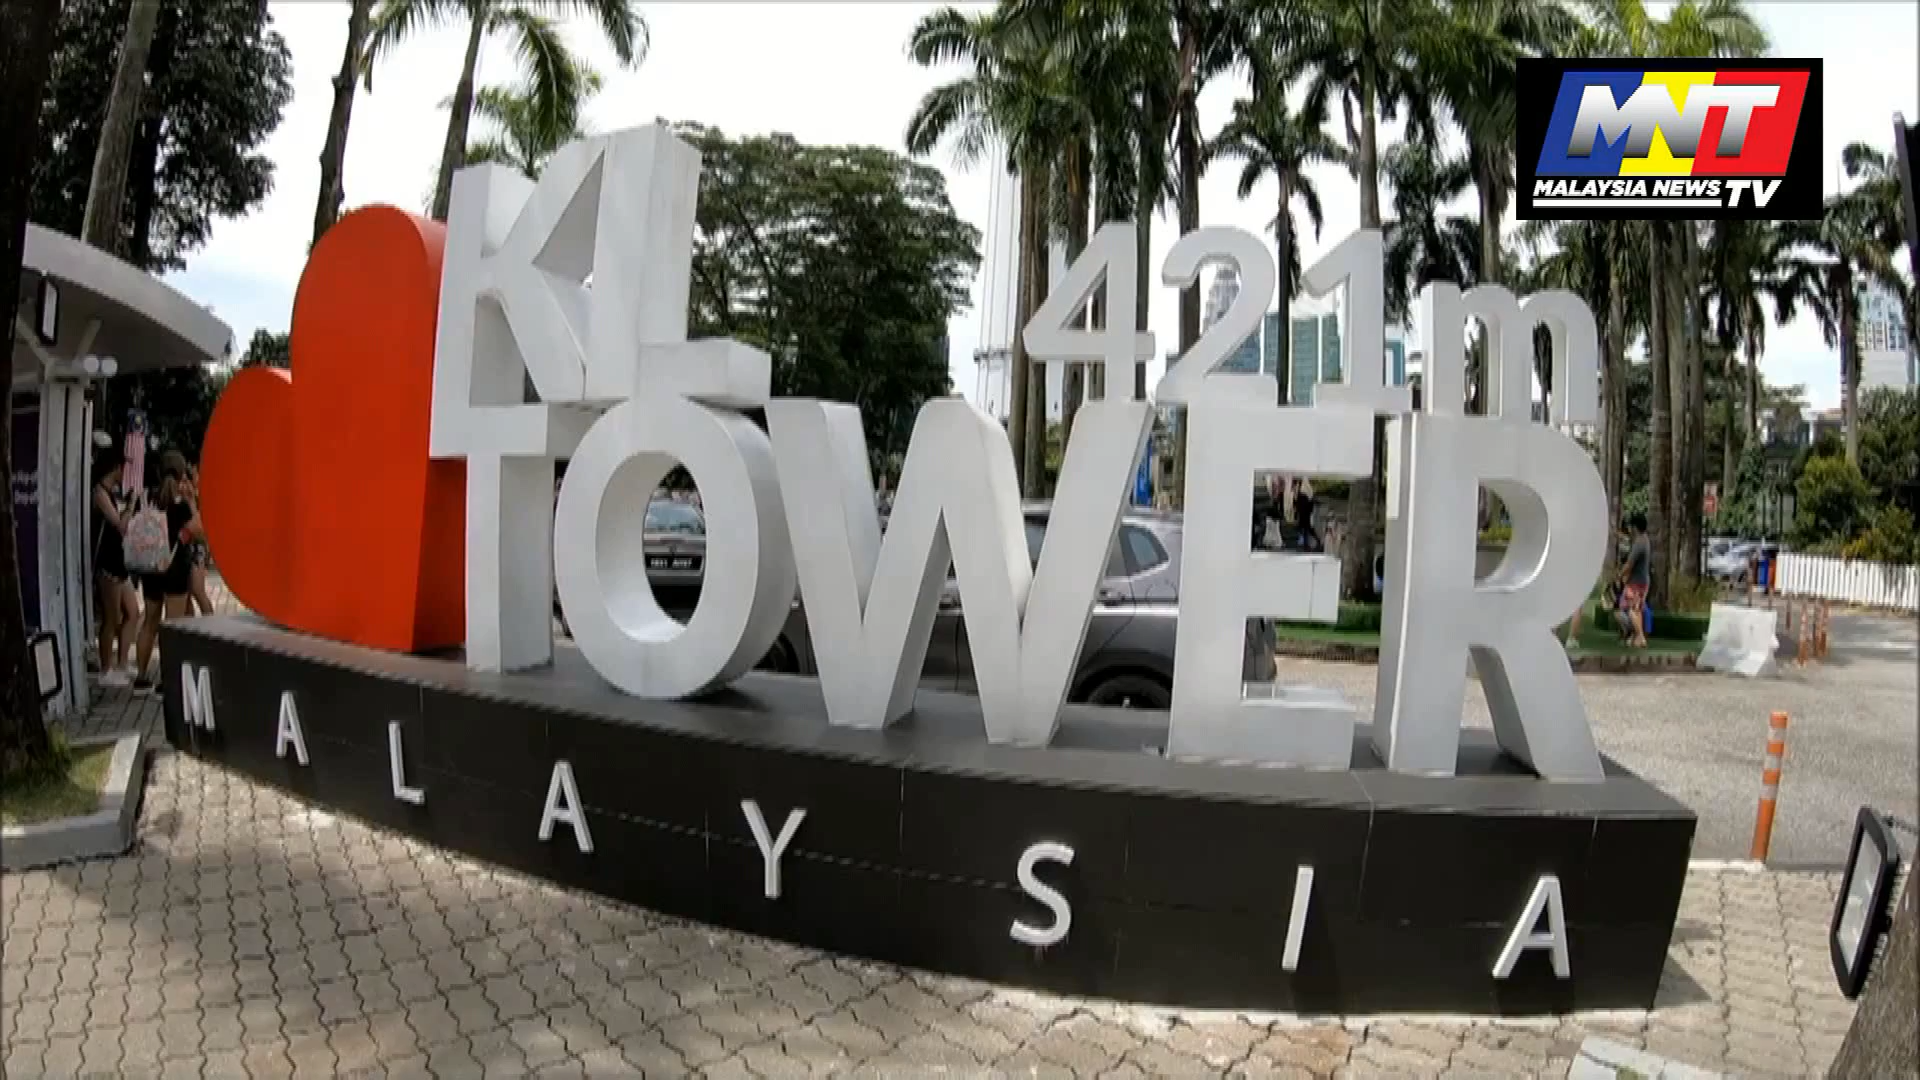 KL 421m
TOWER
MALAYSIA
MNT
MALAYSIA NEWS TV